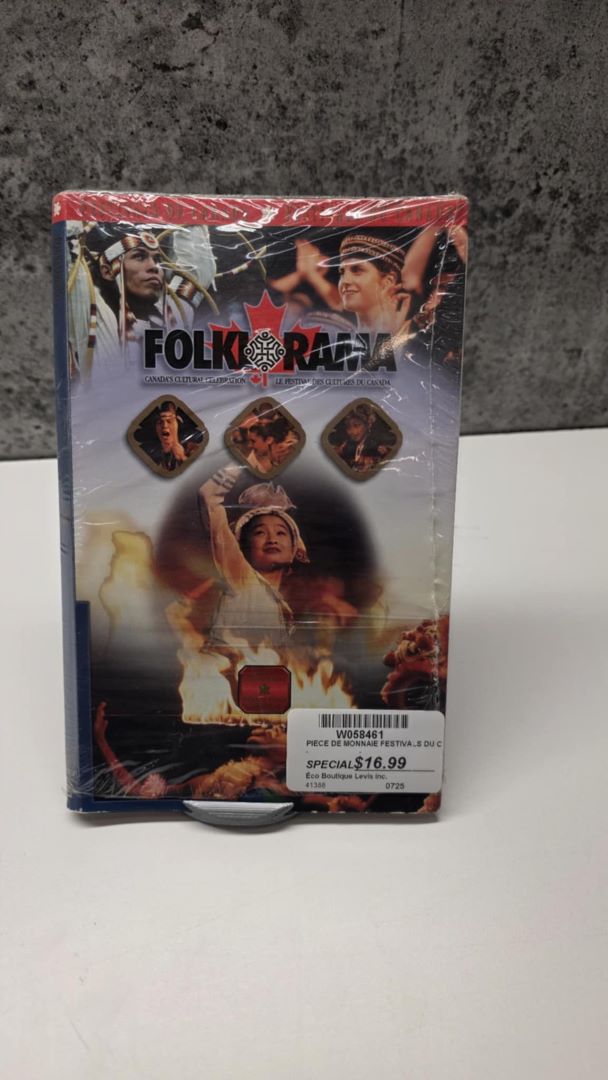 FOLKLORAMA
CANADA'S CULTURAL CELEBRATION LE FESTIVAL DES CULTURES DU CANADA
W058461
PIECE DE MONNAIE FESTIVALS DU C
SPECIAL $16.99
Éco Boutique Levis Inc.
41388 0725